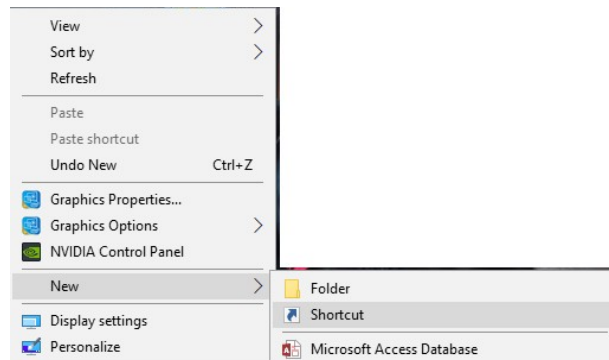 View
Sort by
Refresh
Paste
Paste shortcut
Undo New Ctrl+Z
Graphics Properties...
Graphics Options
NVIDIA Control Panel
New
Folder
Shortcut
Display settings
Personalize
Microsoft Access Database